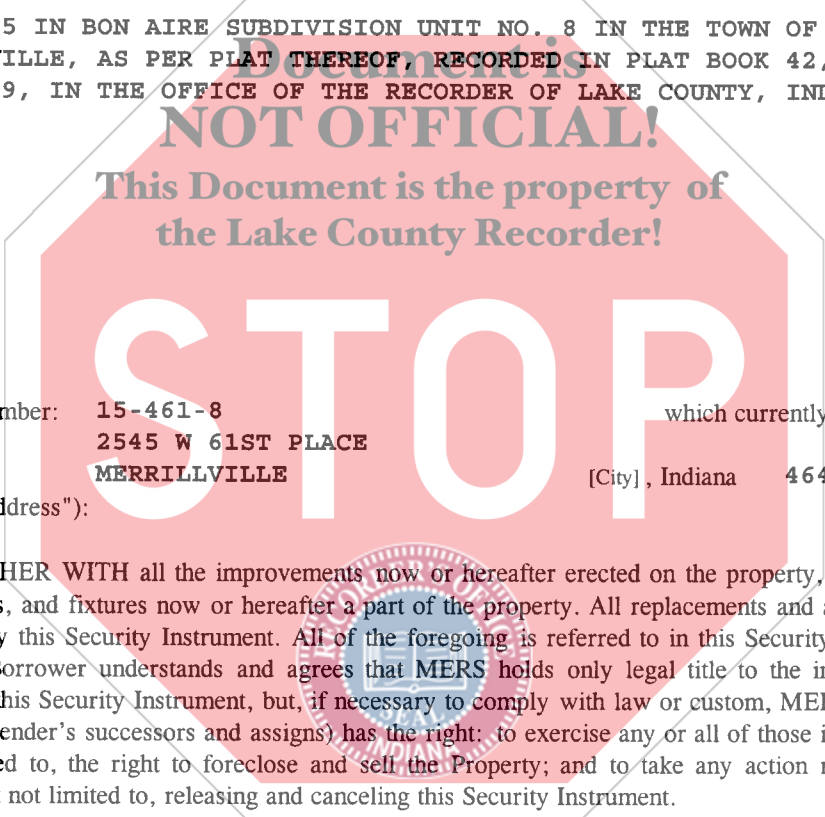 5 IN BON AIRE SUBDIVISION UNIT NO. 8 IN THE TOWN OF
ILLE, AS PER PLAT THEREOF, RECORDED IN PLAT BOOK 42,
9, IN THE OFFICE OF THE RECORDER OF LAKE COUNTY, IND
Document is
NOT OFFICIAL!
This Document is the property of
the Lake County Recorder!
STOP
mber: 15-461-8 which currently
2545 W 61ST PLACE
MERRILLVILLE [City] , Indiana 464
ddress"):
HER WITH all the improvements now or hereafter erected on the property,
s, and fixtures now or hereafter a part of the property. All replacements and a
y this Security Instrument. All of the foregoing is referred to in this Security
orrower understands and agrees that MERS holds only legal title to the in
his Security Instrument, but, if necessary to comply with law or custom, MER
ender's successors and assigns) has the right: to exercise any or all of those i
ed to, the right to foreclose and sell the Property; and to take any action r
not limited to, releasing and canceling this Security Instrument.
RECORDER'S OFFICE
SEAL
INDIANA